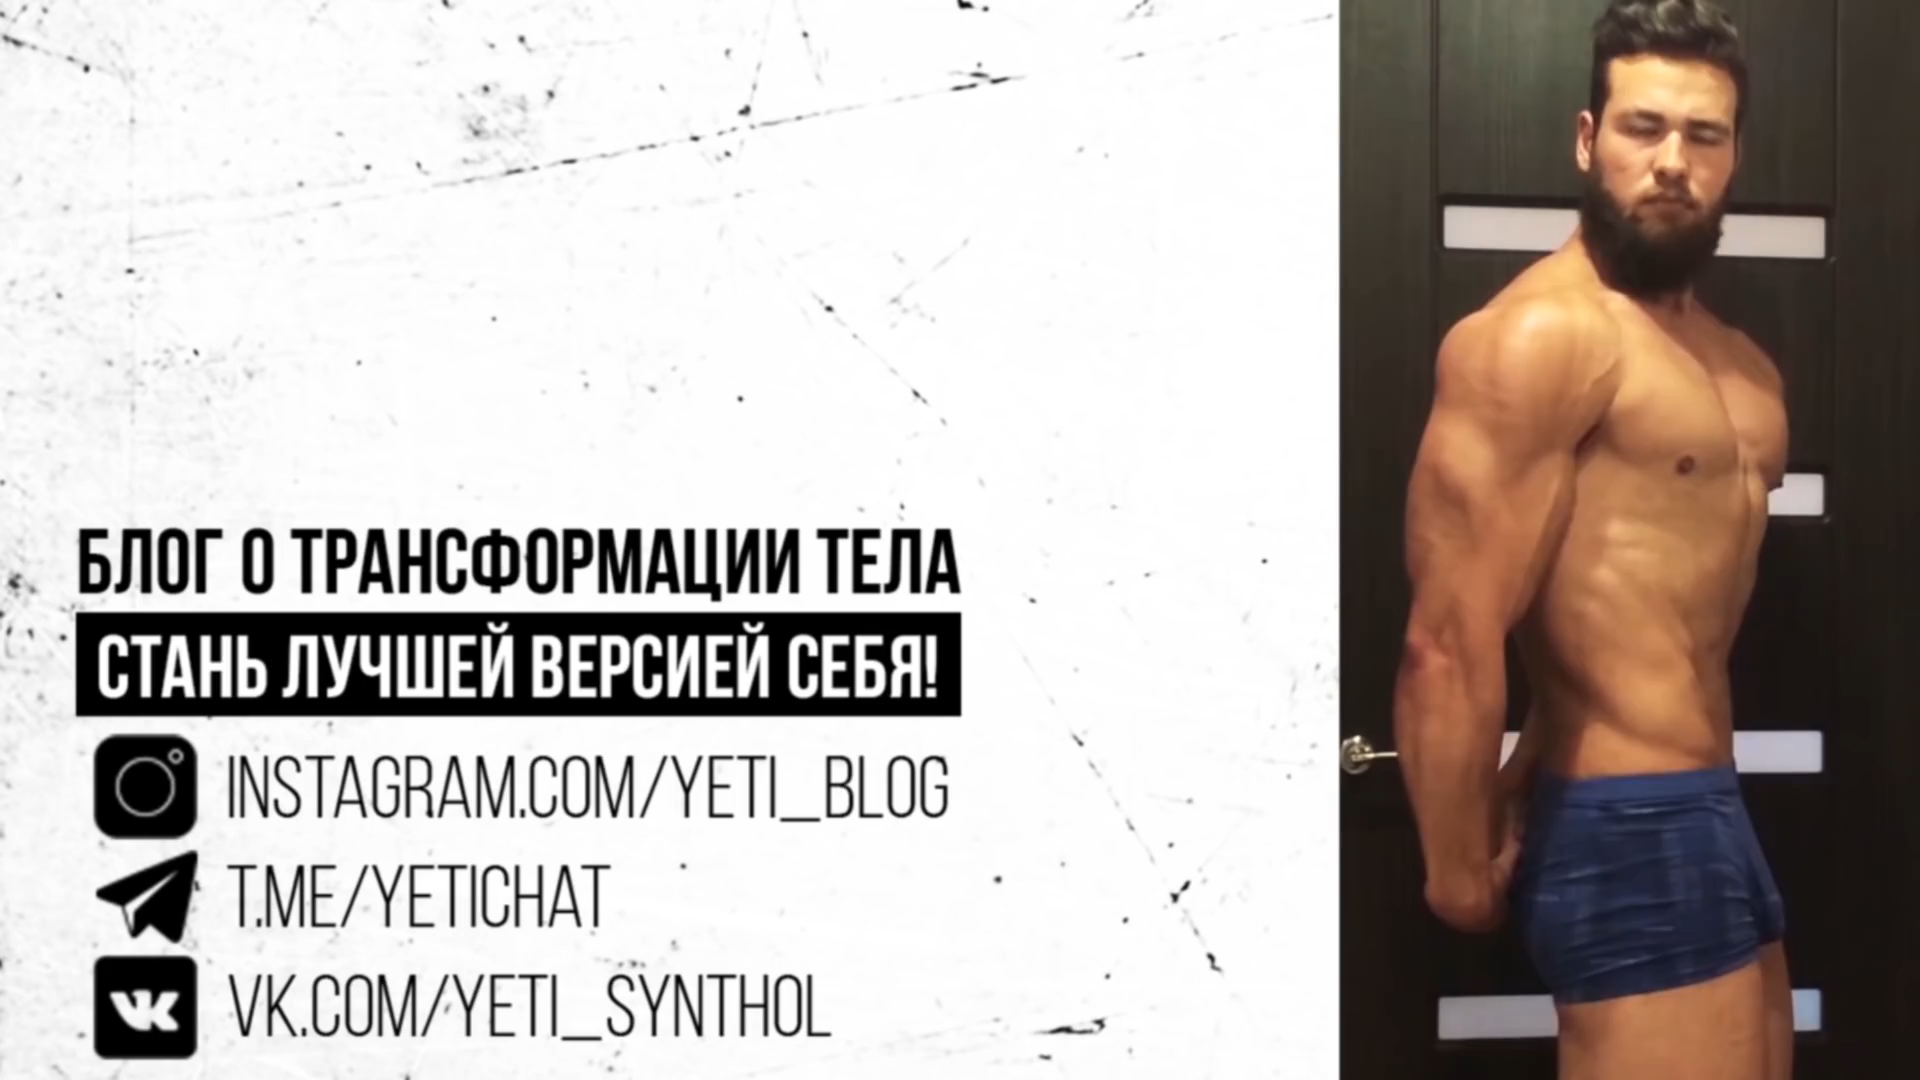 БЛОГ О ТРАНСФОРМАЦИИ ТЕЛА
СТАНЬ ЛУЧШЕЙ ВЕРСИЕЙ СЕБЯ!
INSTAGRAM.COM/YETI_BLOG
T.ME/YETICHAT
VK.COM/YETI_SYNTHOL